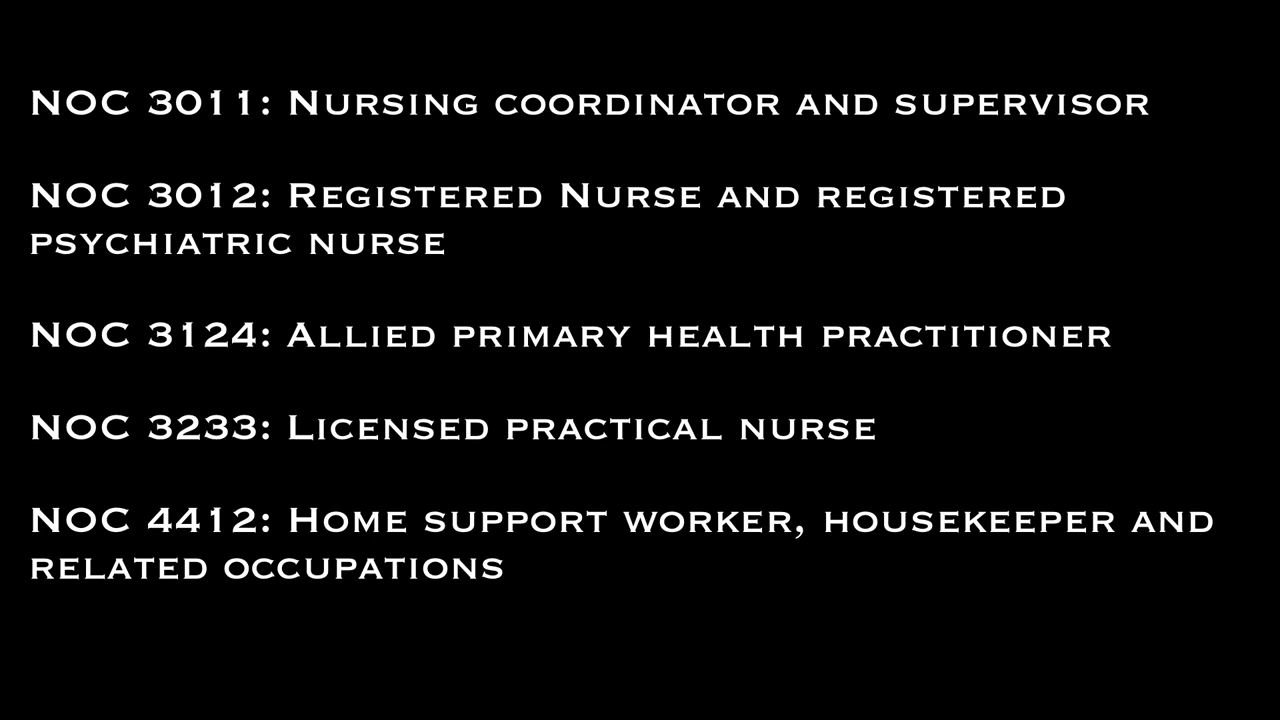 NOC 3011: Nursing coordinator and supervisor
NOC 3012: Registered Nurse and registered
psychiatric nurse
NOC 3124: Allied primary health practitioner
NOC 3233: Licensed practical nurse
NOC 4412: Home support worker, housekeeper and
related occupations